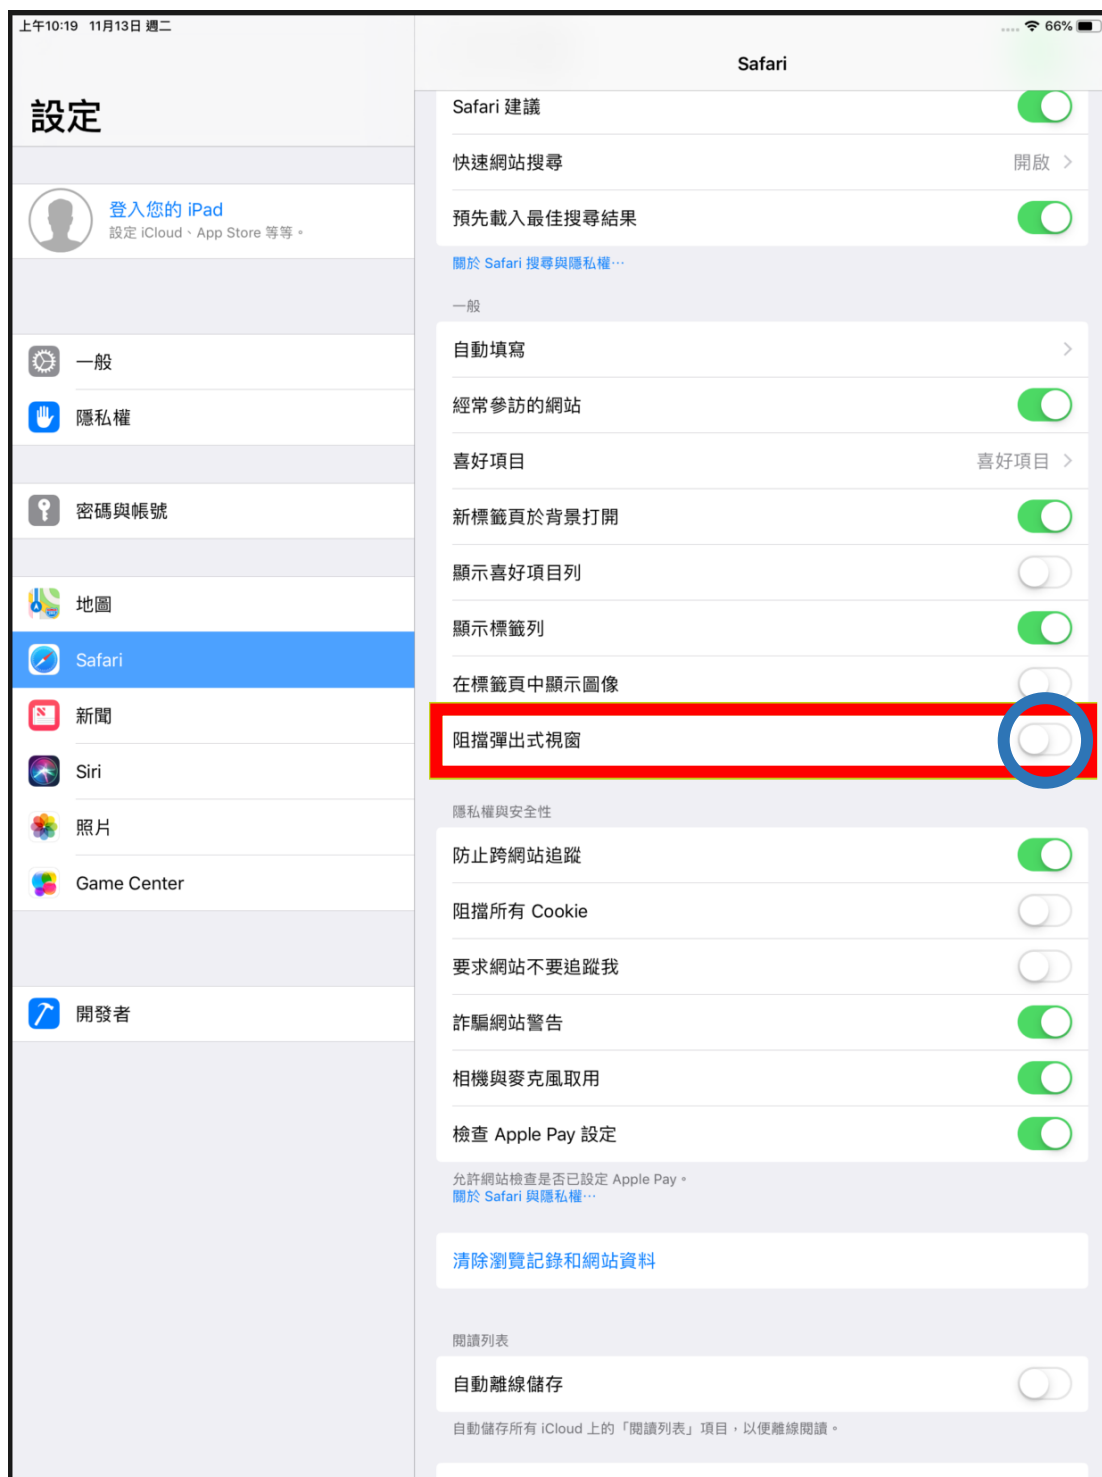 上午10:19 11月13日 週二
66%
設定
Safari
登入您的 iPad
設定 iCloud、App Store 等等。
一般
隱私權
密碼與帳號
地圖
Safari
新聞
Siri
照片
Game Center
開發者
Safari 建議
快速網站搜尋 開啟
預先載入最佳搜尋結果
關於 Safari 搜尋與隱私權⋯
一般
自動填寫
經常參訪的網站
喜好項目 喜好項目
新標籤頁於背景打開
顯示喜好項目列
顯示標籤列
在標籤頁中顯示圖像
阻擋彈出式視窗
隱私權與安全性
防止跨網站追蹤
阻擋所有 Cookie
要求網站不要追蹤我
詐騙網站警告
相機與麥克風取用
檢查 Apple Pay 設定
允許網站檢查是否已設定 Apple Pay。
關於 Safari 與隱私權⋯
清除瀏覽記錄和網站資料
閱讀列表
自動離線儲存
自動儲存所有 iCloud 上的「閱讀列表」項目，以便離線閱讀。